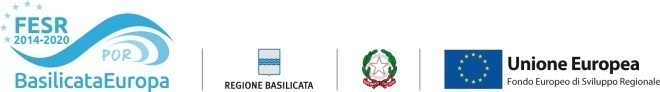 FESR
2014-2020
POR
BasilicataEuropa
REGIONE BASILICATA
Unione Europea
Fondo Europeo di Sviluppo Regionale